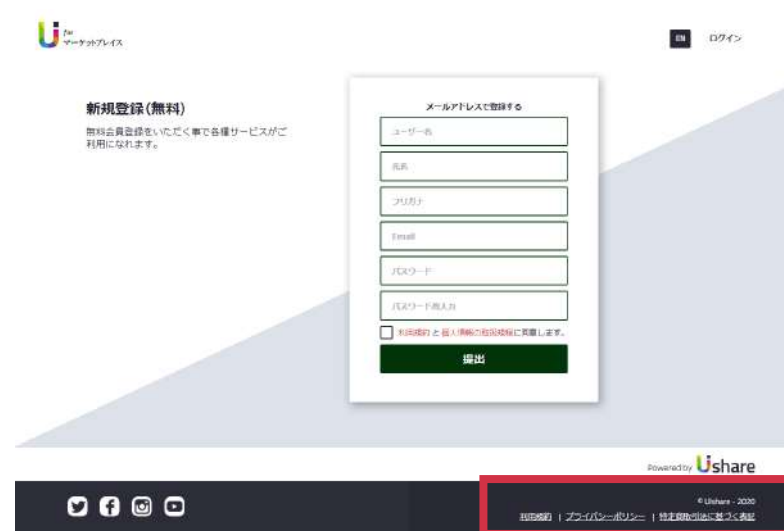 for
マーケットプレイス
EN
ログイン
新規登録(無料)
無料会員登録をいただく事で各種サービスがご
利用になれます。
メールアドレスで登録する
ユーザー名
氏名
フリガナ
Email
パスワード
パスワード再入力
利用規約 と 個人情報の取扱規程に同意します。
提出
Powered by Ushare
© Ushare - 2020
利用規約 | プライバシーポリシー | 特定商取引法に基づく表記